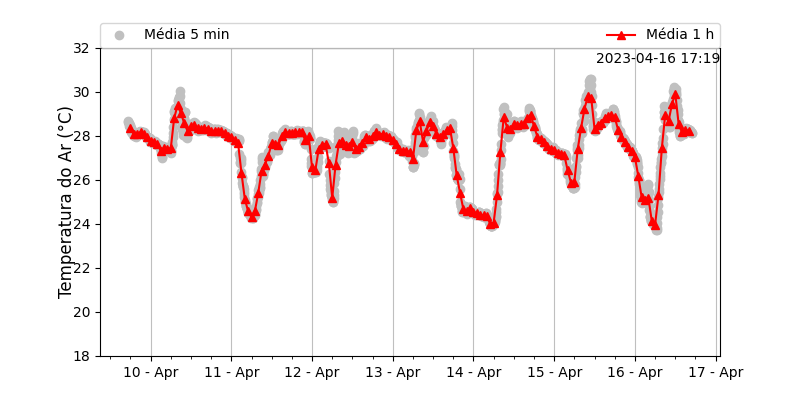 Média 5 min
Média 1 h
2023-04-16 17:19
Temperatura do Ar (°C)
32
30
28
26
24
22
20
18
10 - Apr
11 - Apr
12 - Apr
13 - Apr
14 - Apr
15 - Apr
16 - Apr
17 - Apr